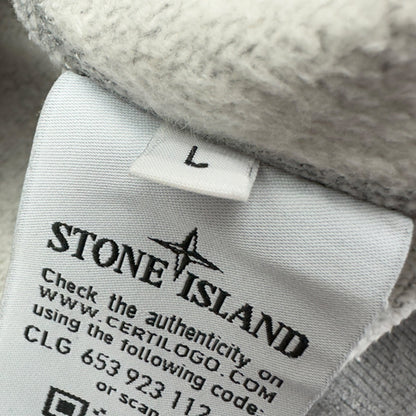 L
STONE ISLAND
Check the authenticity on
WWW.CERTILOGO.COM
using the following code
CLG 653 923 112
or scan